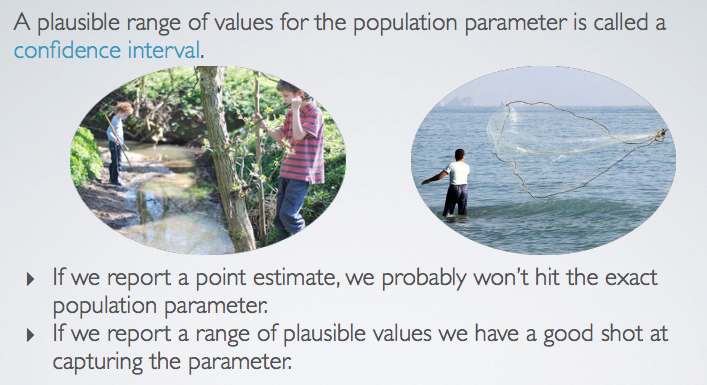 A plausible range of values for the population parameter is called a
confidence interval.
If we report a point estimate, we probably won't hit the exact
population parameter.
If we report a range of plausible values we have a good shot at
capturing the parameter.